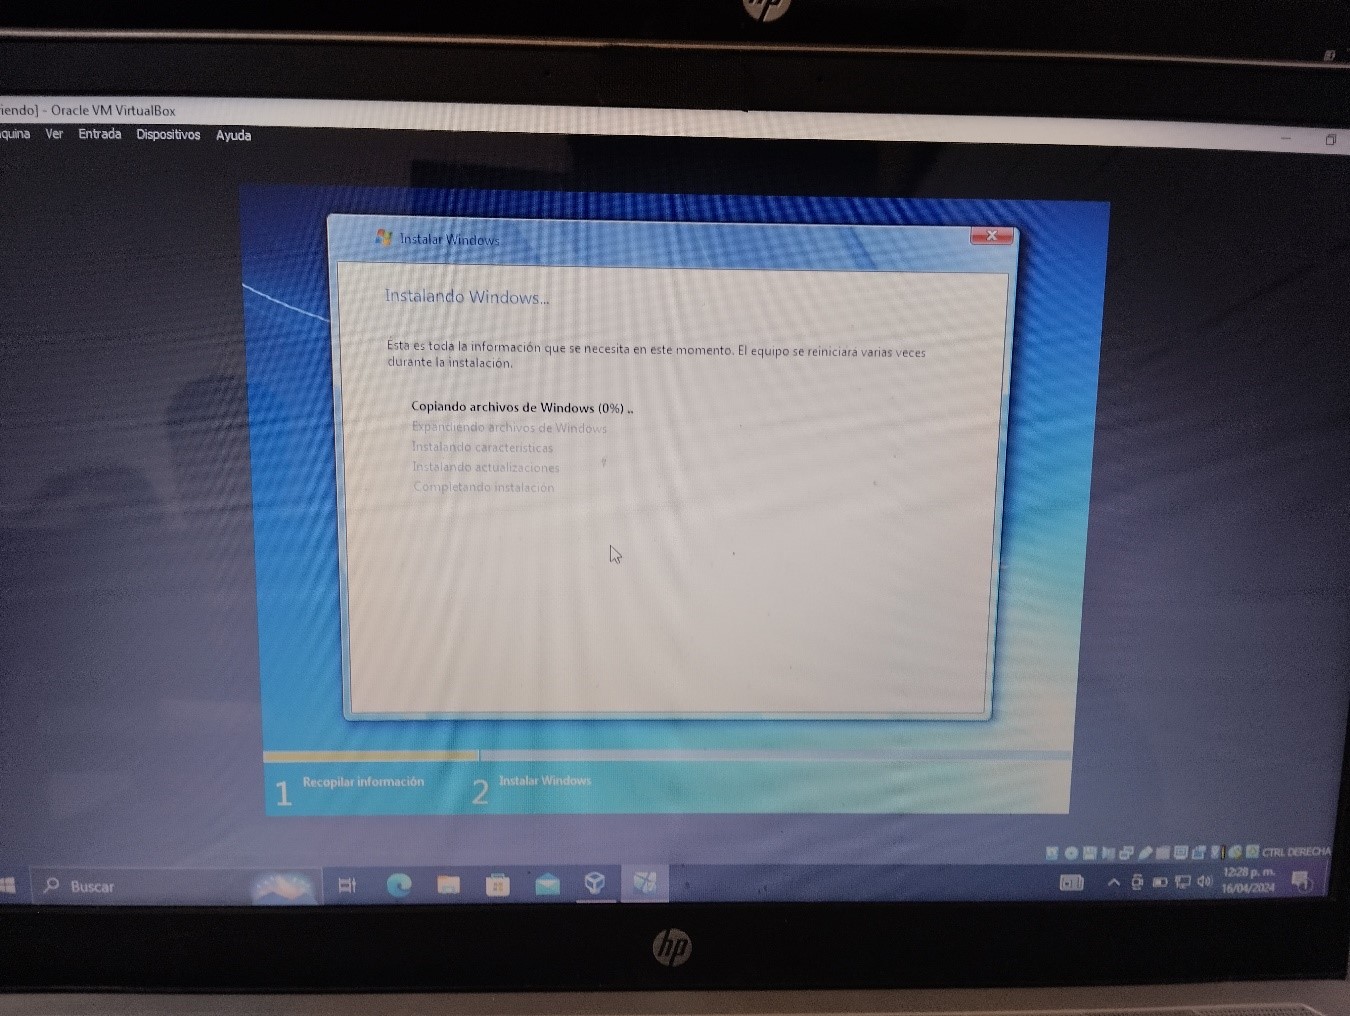 hp
iendo] - Oracle VM VirtualBox
quina Ver Entrada Dispositivos Ayuda
Instalar Windows
Instalando Windows...
Ésta es toda la información que se necesita en este momento. El equipo se reiniciará varias veces
durante la instalación.
Copiando archivos de Windows (0%) ..
Expandiendo archivos de Windows
Instalando características
Instalando actualizaciones
Completando instalación
1 Recopilar información
2 Instalar Windows
CTRL DERECHA
Buscar
12:28 p. m.
16/04/2024
hp